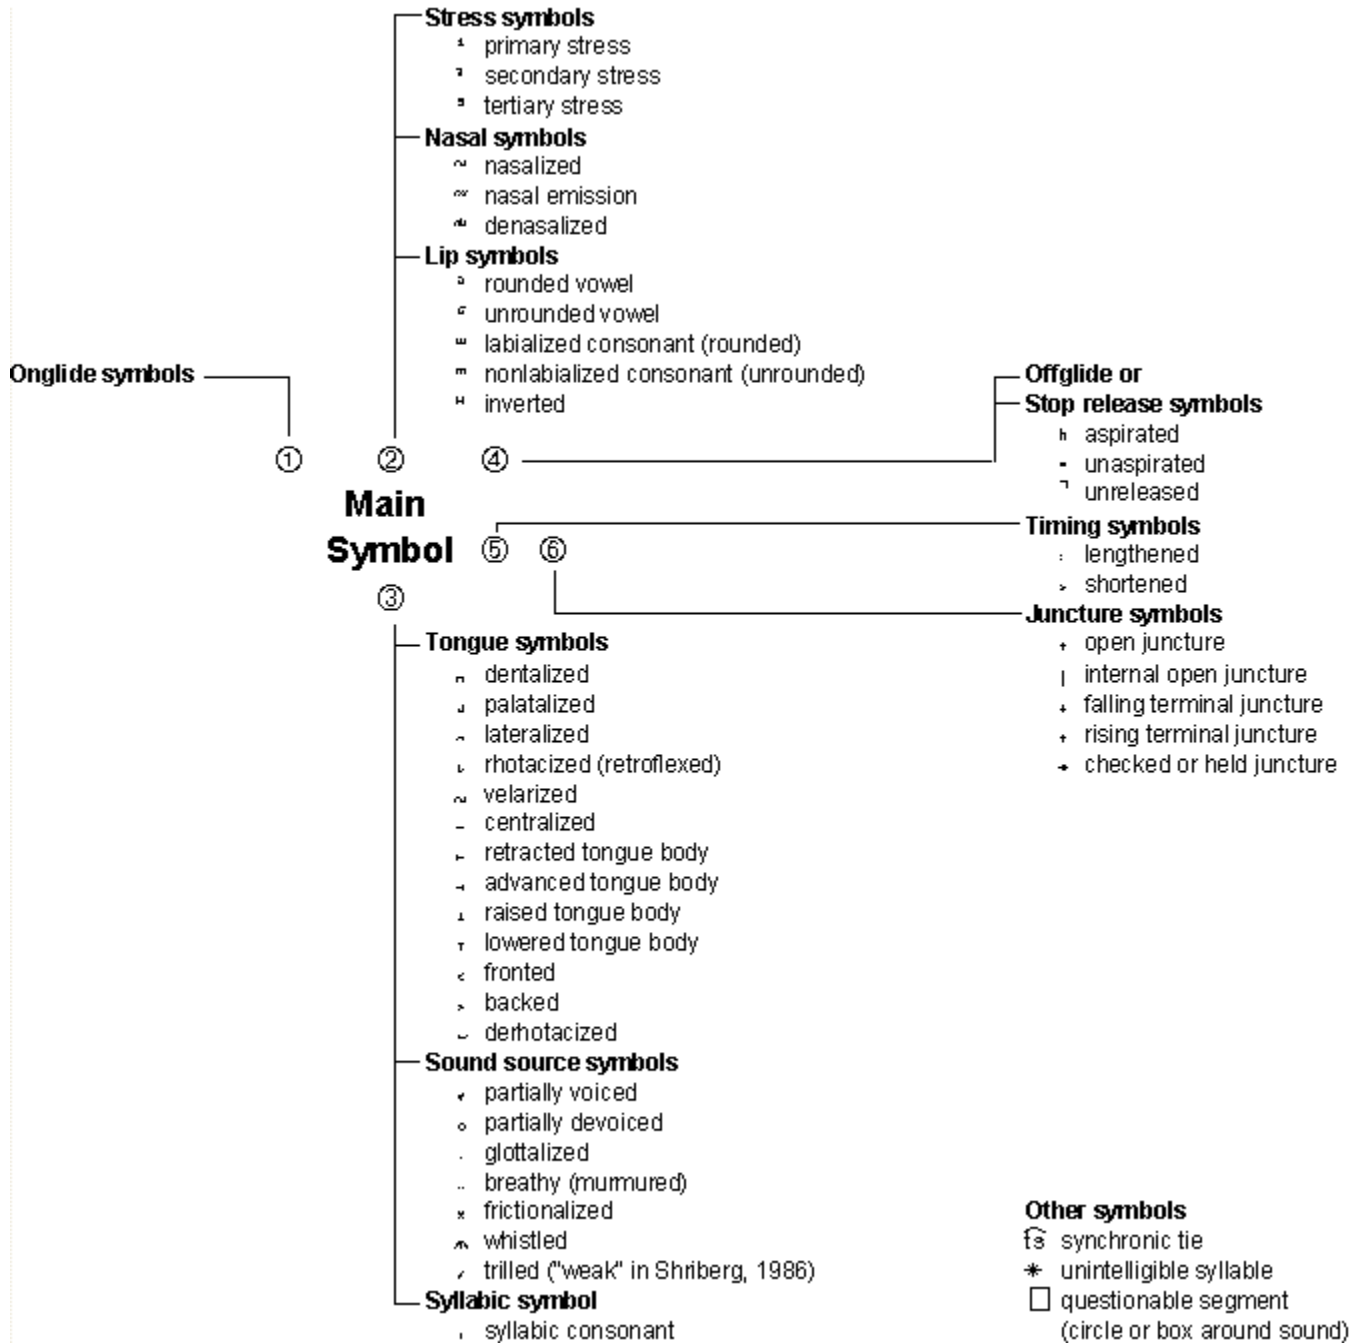 Stress symbols
primary stress
secondary stress
tertiary stress
Nasal symbols
nasalized
nasal emission
denasalized
Lip symbols
rounded vowel
unrounded vowel
labialized consonant (rounded)
nonlabialized consonant (unrounded)
inverted
Onglide symbols
① ② ④
Main
Symbol ⑤ ⑥
③
Offglide or
Stop release symbols
h aspirated
unaspirated
unreleased
Timing symbols
: lengthened
shortened
Juncture symbols
open juncture
| internal open juncture
falling terminal juncture
rising terminal juncture
checked or held juncture
Tongue symbols
dentalized
palatalized
lateralized
rhotacized (retroflexed)
velarized
centralized
retracted tongue body
advanced tongue body
raised tongue body
lowered tongue body
fronted
backed
derhotacized
Sound source symbols
partially voiced
partially devoiced
glottalized
breathy (murmured)
frictionalized
whistled
trilled ("weak" in Shriberg, 1986)
Syllabic symbol
syllabic consonant
Other symbols
synchronic tie
* unintelligible syllable
□ questionable segment
(circle or box around sound)